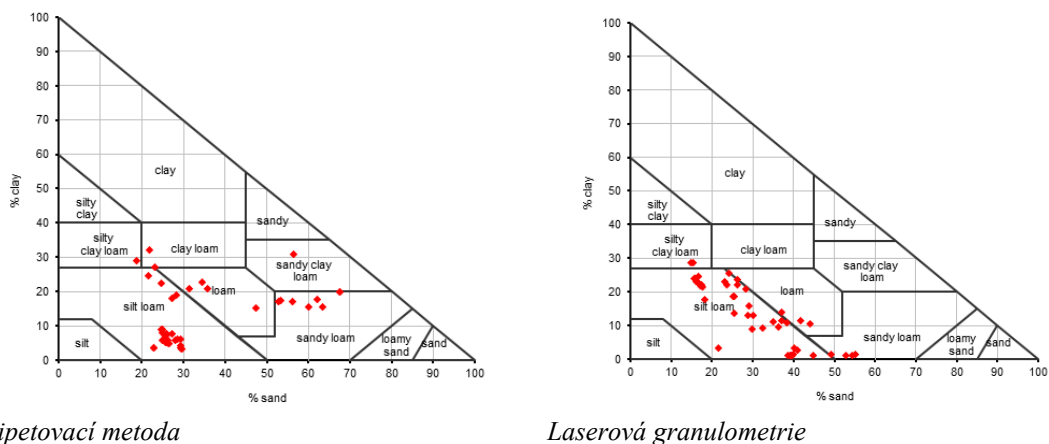 100
90
80
70
60
50
40
30
20
10
0
% clay
clay
silty
clay
silty
clay loam
clay loam
sandy
sandy clay
loam
loam
silt loam
sandy loam
silt
loamy
sand
sand
0 10 20 30 40 50 60 70 80 90 100
% sand
ipetovací metoda
100
90
80
70
60
50
40
30
20
10
0
% clay
clay
silty
clay
silty
clay loam
clay loam
sandy
sandy clay
loam
loam
silt loam
sandy loam
silt
loamy
sand
sand
0 10 20 30 40 50 60 70 80 90 100
% sand
Laserová granulometrie